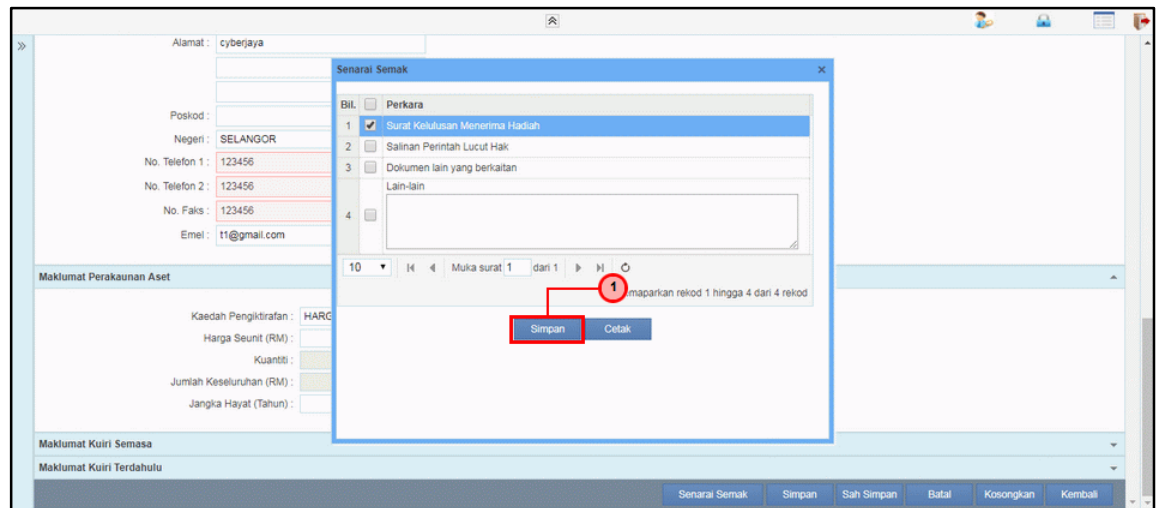 Alamat : cyberjaya
Poskod :
Negeri : SELANGOR
No. Telefon 1 : 123456
No. Telefon 2 : 123456
No. Faks : 123456
Emel : t1@gmail.com
Senarai Semak
Bil. Perkara
1 Surat Kelulusan Menerima Hadiah
2 Salinan Perintah Lucut Hak
3 Dokumen lain yang berkaitan
Lain-lain
4
10 Muka surat 1 dari 1
1
maparkan rekod 1 hingga 4 dari 4 rekod
Simpan Cetak
Maklumat Perakaunan Aset
Kaedah Pengiktirafan : HARG
Harga Seunit (RM) :
Kuantiti :
Jumlah Keseluruhan (RM) :
Jangka Hayat (Tahun) :
Maklumat Kuiri Semasa
Maklumat Kuiri Terdahulu
Senarai Semak Simpan Sah Simpan Batal Kosongkan Kembali